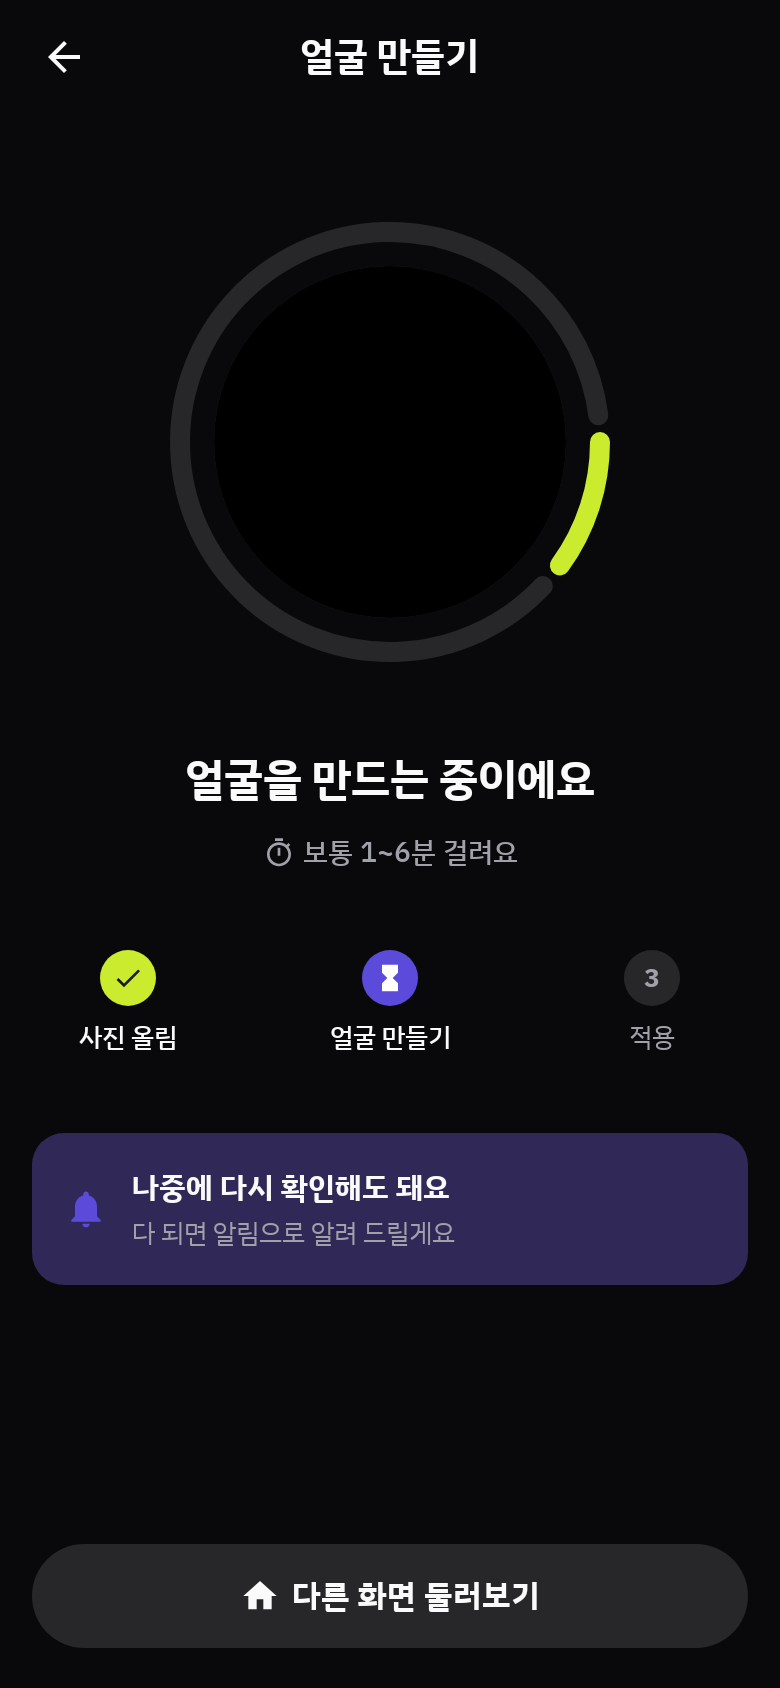 얼굴 만들기
얼굴을 만드는 중이에요
보통 1~6분 걸려요
3
사진 올림
얼굴 만들기
적용
나중에 다시 확인해도 돼요
다 되면 알림으로 알려 드릴게요
다른 화면 둘러보기